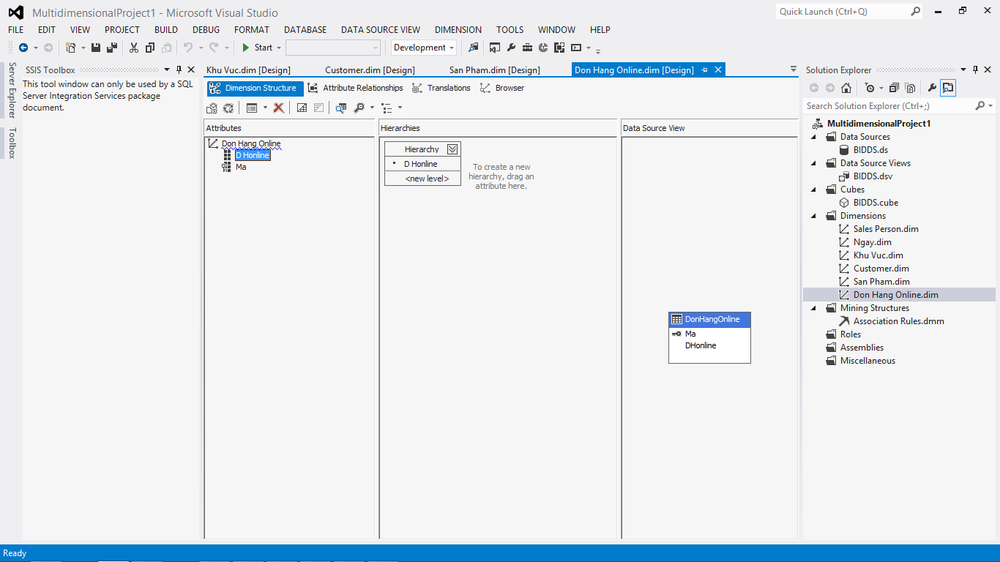 MultidimensionalProject1 - Microsoft Visual Studio
Quick Launch (Ctrl+Q)
FILE EDIT VIEW PROJECT BUILD DEBUG FORMAT DATABASE DATA SOURCE VIEW DIMENSION TOOLS WINDOW HELP
Start Development
Server Explorer
Toolbox
SSIS Toolbox
This tool window can only be used by a SQL
Server Integration Services package
document.
Khu Vuc.dim [Design] Customer.dim [Design] San Pham.dim [Design] Don Hang Online.dim [Design]
Dimension Structure Attribute Relationships Translations Browser
Attributes
Don Hang Online
D Honline
Ma
Hierarchies
Hierarchy
D Honline
<new level>
To create a new
hierarchy, drag an
attribute here.
Data Source View
DonHangOnline
Ma
DHonline
Solution Explorer
Search Solution Explorer (Ctrl+;)
MultidimensionalProject1
Data Sources
BIDDS.ds
Data Source Views
BIDDS.dsv
Cubes
BIDDS.cube
Dimensions
Sales Person.dim
Ngay.dim
Khu Vuc.dim
Customer.dim
San Pham.dim
Don Hang Online.dim
Mining Structures
Association Rules.dmm
Roles
Assemblies
Miscellaneous
Ready